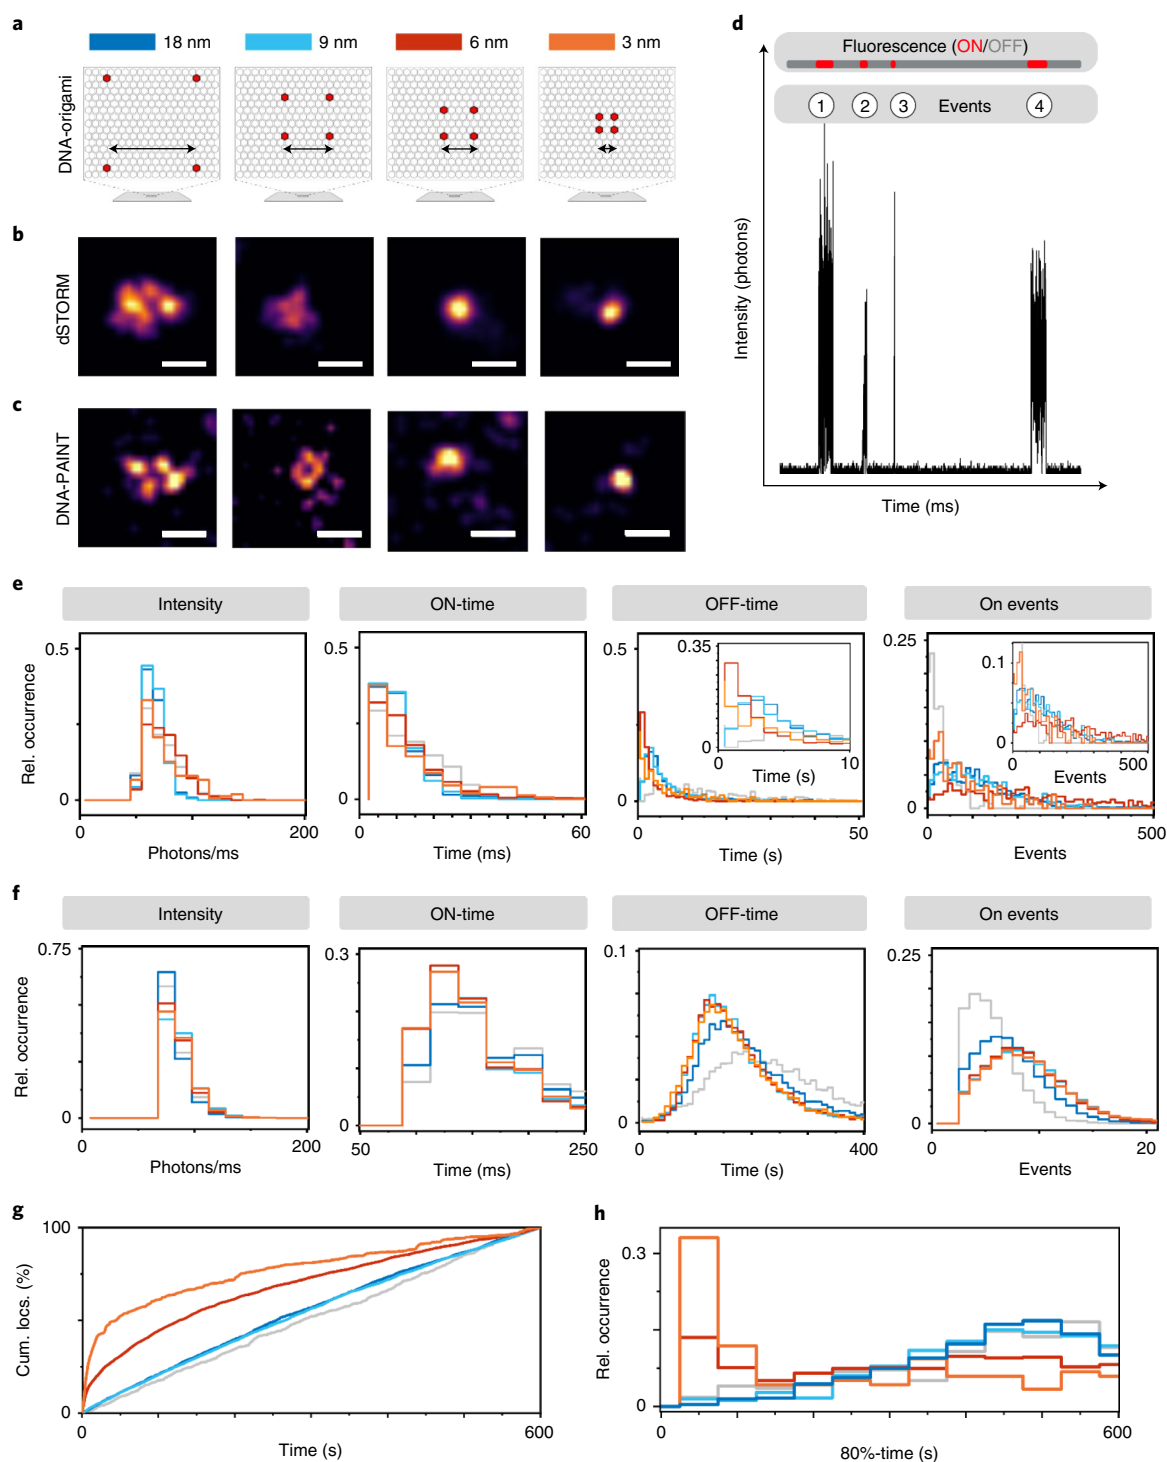 a
18 nm
9 nm
6 nm
3 nm
DNA-origami
b
dSTORM
c
DNA-PAINT
d
Fluorescence (ON/OFF)
1
2
3
Events
4
Intensity (photons)
Time (ms)
e
Intensity
ON-time
OFF-time
On events
Rel. occurrence
0.5
0
0
200
Photons/ms
0.5
0
0
60
Time (ms)
0.5
0
0
50
Time (s)
0.35
0
0
10
Time (s)
0.25
0
0
500
Events
0.1
0
0
500
Events
f
Intensity
ON-time
OFF-time
On events
Rel. occurrence
0.75
0
0
200
Photons/ms
0.3
0
50
250
Time (ms)
0.1
0
0
400
Time (s)
0.25
0
0
20
Events
g
Cum. locs. (%)
100
0
0
600
Time (s)
h
Rel. occurrence
0.3
0
0
600
80%-time (s)